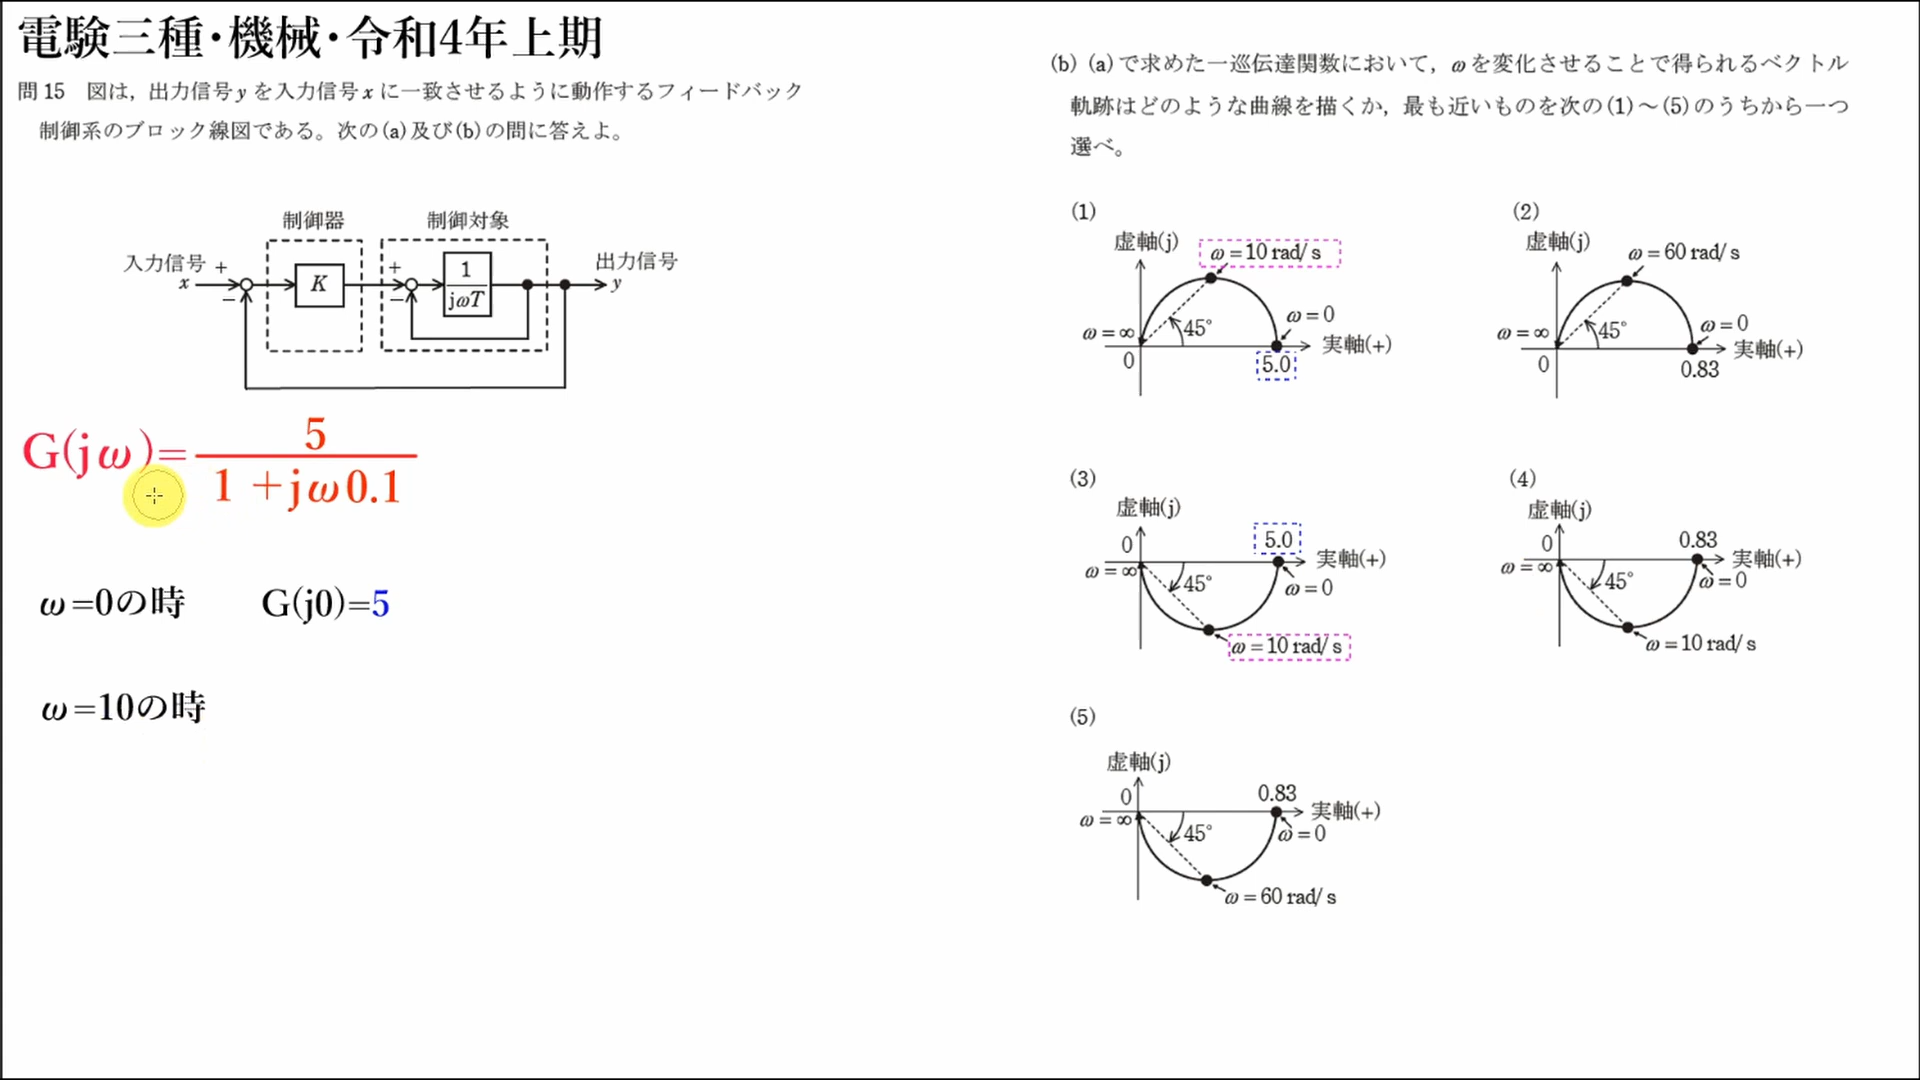 電験三種・機械・令和4年上期
問15 図は，出力信号yを入力信号xに一致させるように動作するフィードバック
制御系のブロック線図である。次の(a)及び(b)の問に答えよ。
制御器
制御対象
入力信号
x
+
−
K
+
−
1
jωT
出力信号
y
G(jω)=
5
1+jω0.1
ω=0の時 G(j0)=5
ω=10の時
(b) (a)で求めた一巡伝達関数において，ωを変化させることで得られるベクトル
軌跡はどのような曲線を描くか，最も近いものを次の(1)～(5)のうちから一つ
選べ。
(1)
虚軸(j)
ω=10 rad/s
ω=0
ω=∞
45°
実軸(+)
0
5.0
(2)
虚軸(j)
ω=60 rad/s
ω=0
ω=∞
45°
実軸(+)
0
0.83
(3)
虚軸(j)
0
5.0
実軸(+)
ω=∞
45°
ω=0
ω=10 rad/s
(4)
虚軸(j)
0
0.83
実軸(+)
ω=∞
45°
ω=0
ω=10 rad/s
(5)
虚軸(j)
0
0.83
実軸(+)
ω=∞
45°
ω=0
ω=60 rad/s